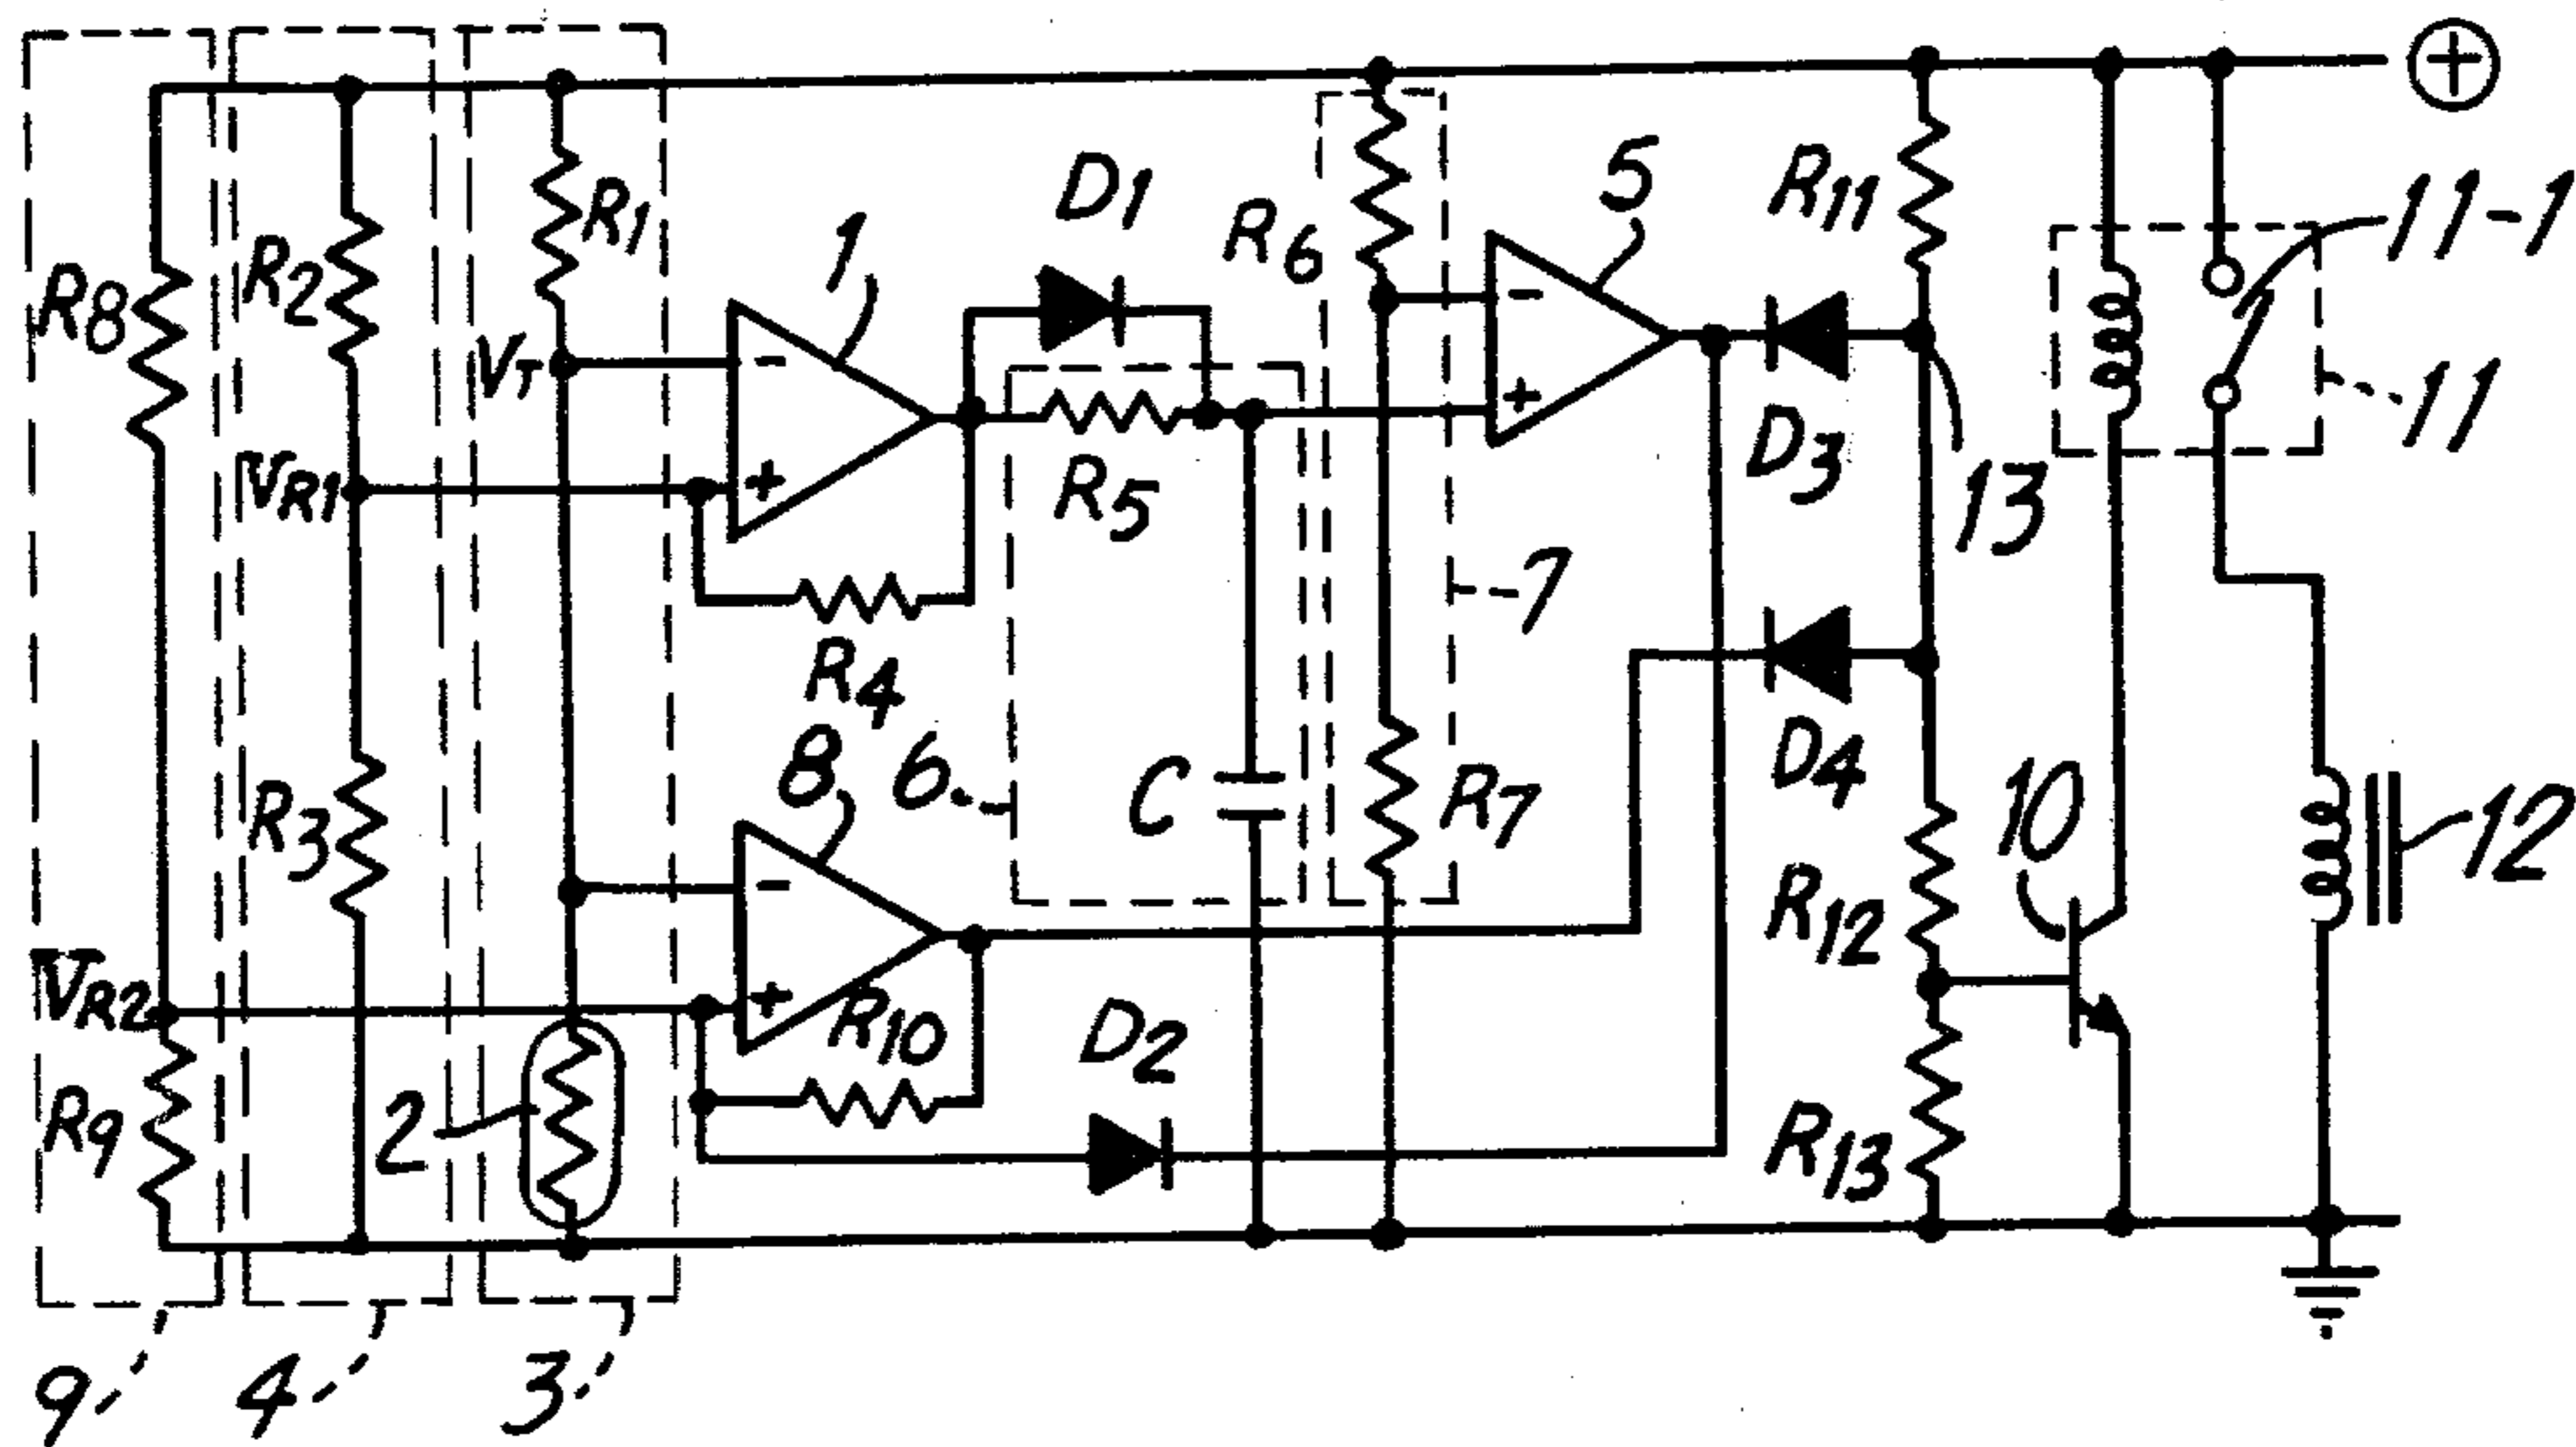 +
D1
5
R11
11-1
R1
1
R6
R2
R8
VT
-
-
+
11
D3
VR1
+
R5
13
7
R4
D4
8
6
C
R7
10
12
R3
-
R12
VR2
+
R10
D2
R9
2
R13
9
4
3